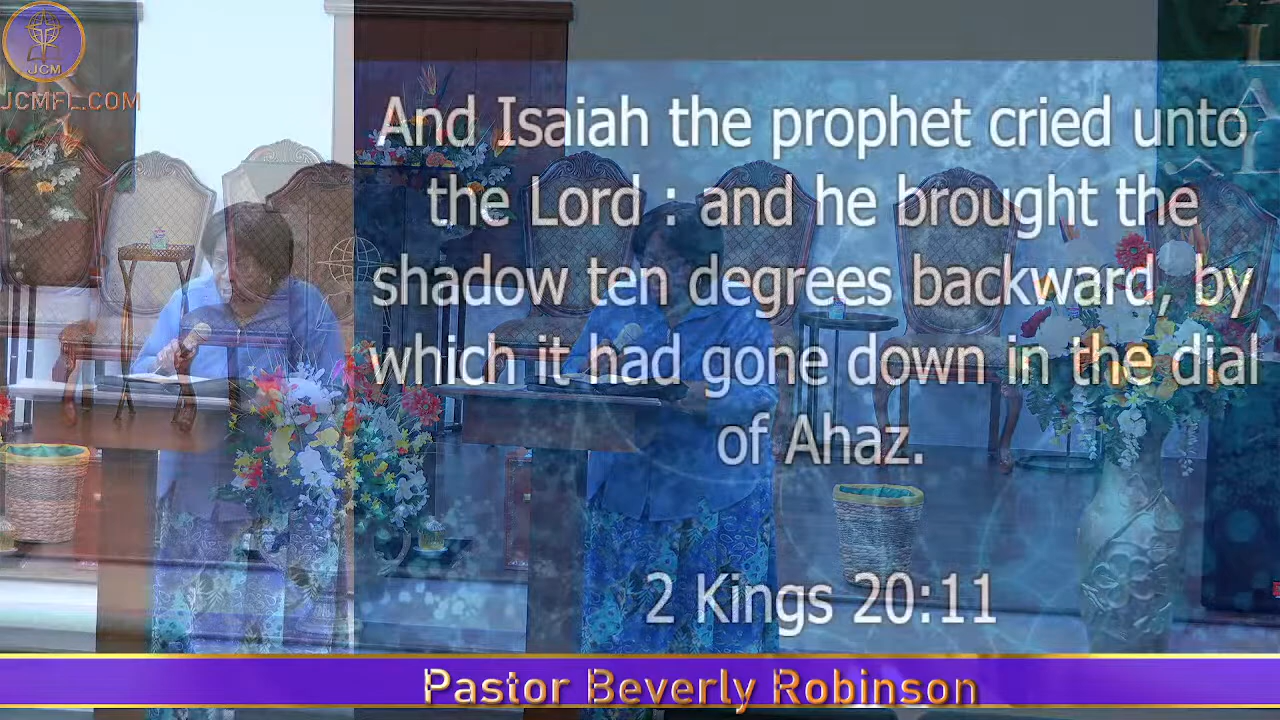 JCM
JCMFL.COM
And Isaiah the prophet cried unto
the Lord : and he brought the
shadow ten degrees backward, by
which it had gone down in the dial
of Ahaz.
2 Kings 20:11
Pastor Beverly Robinson